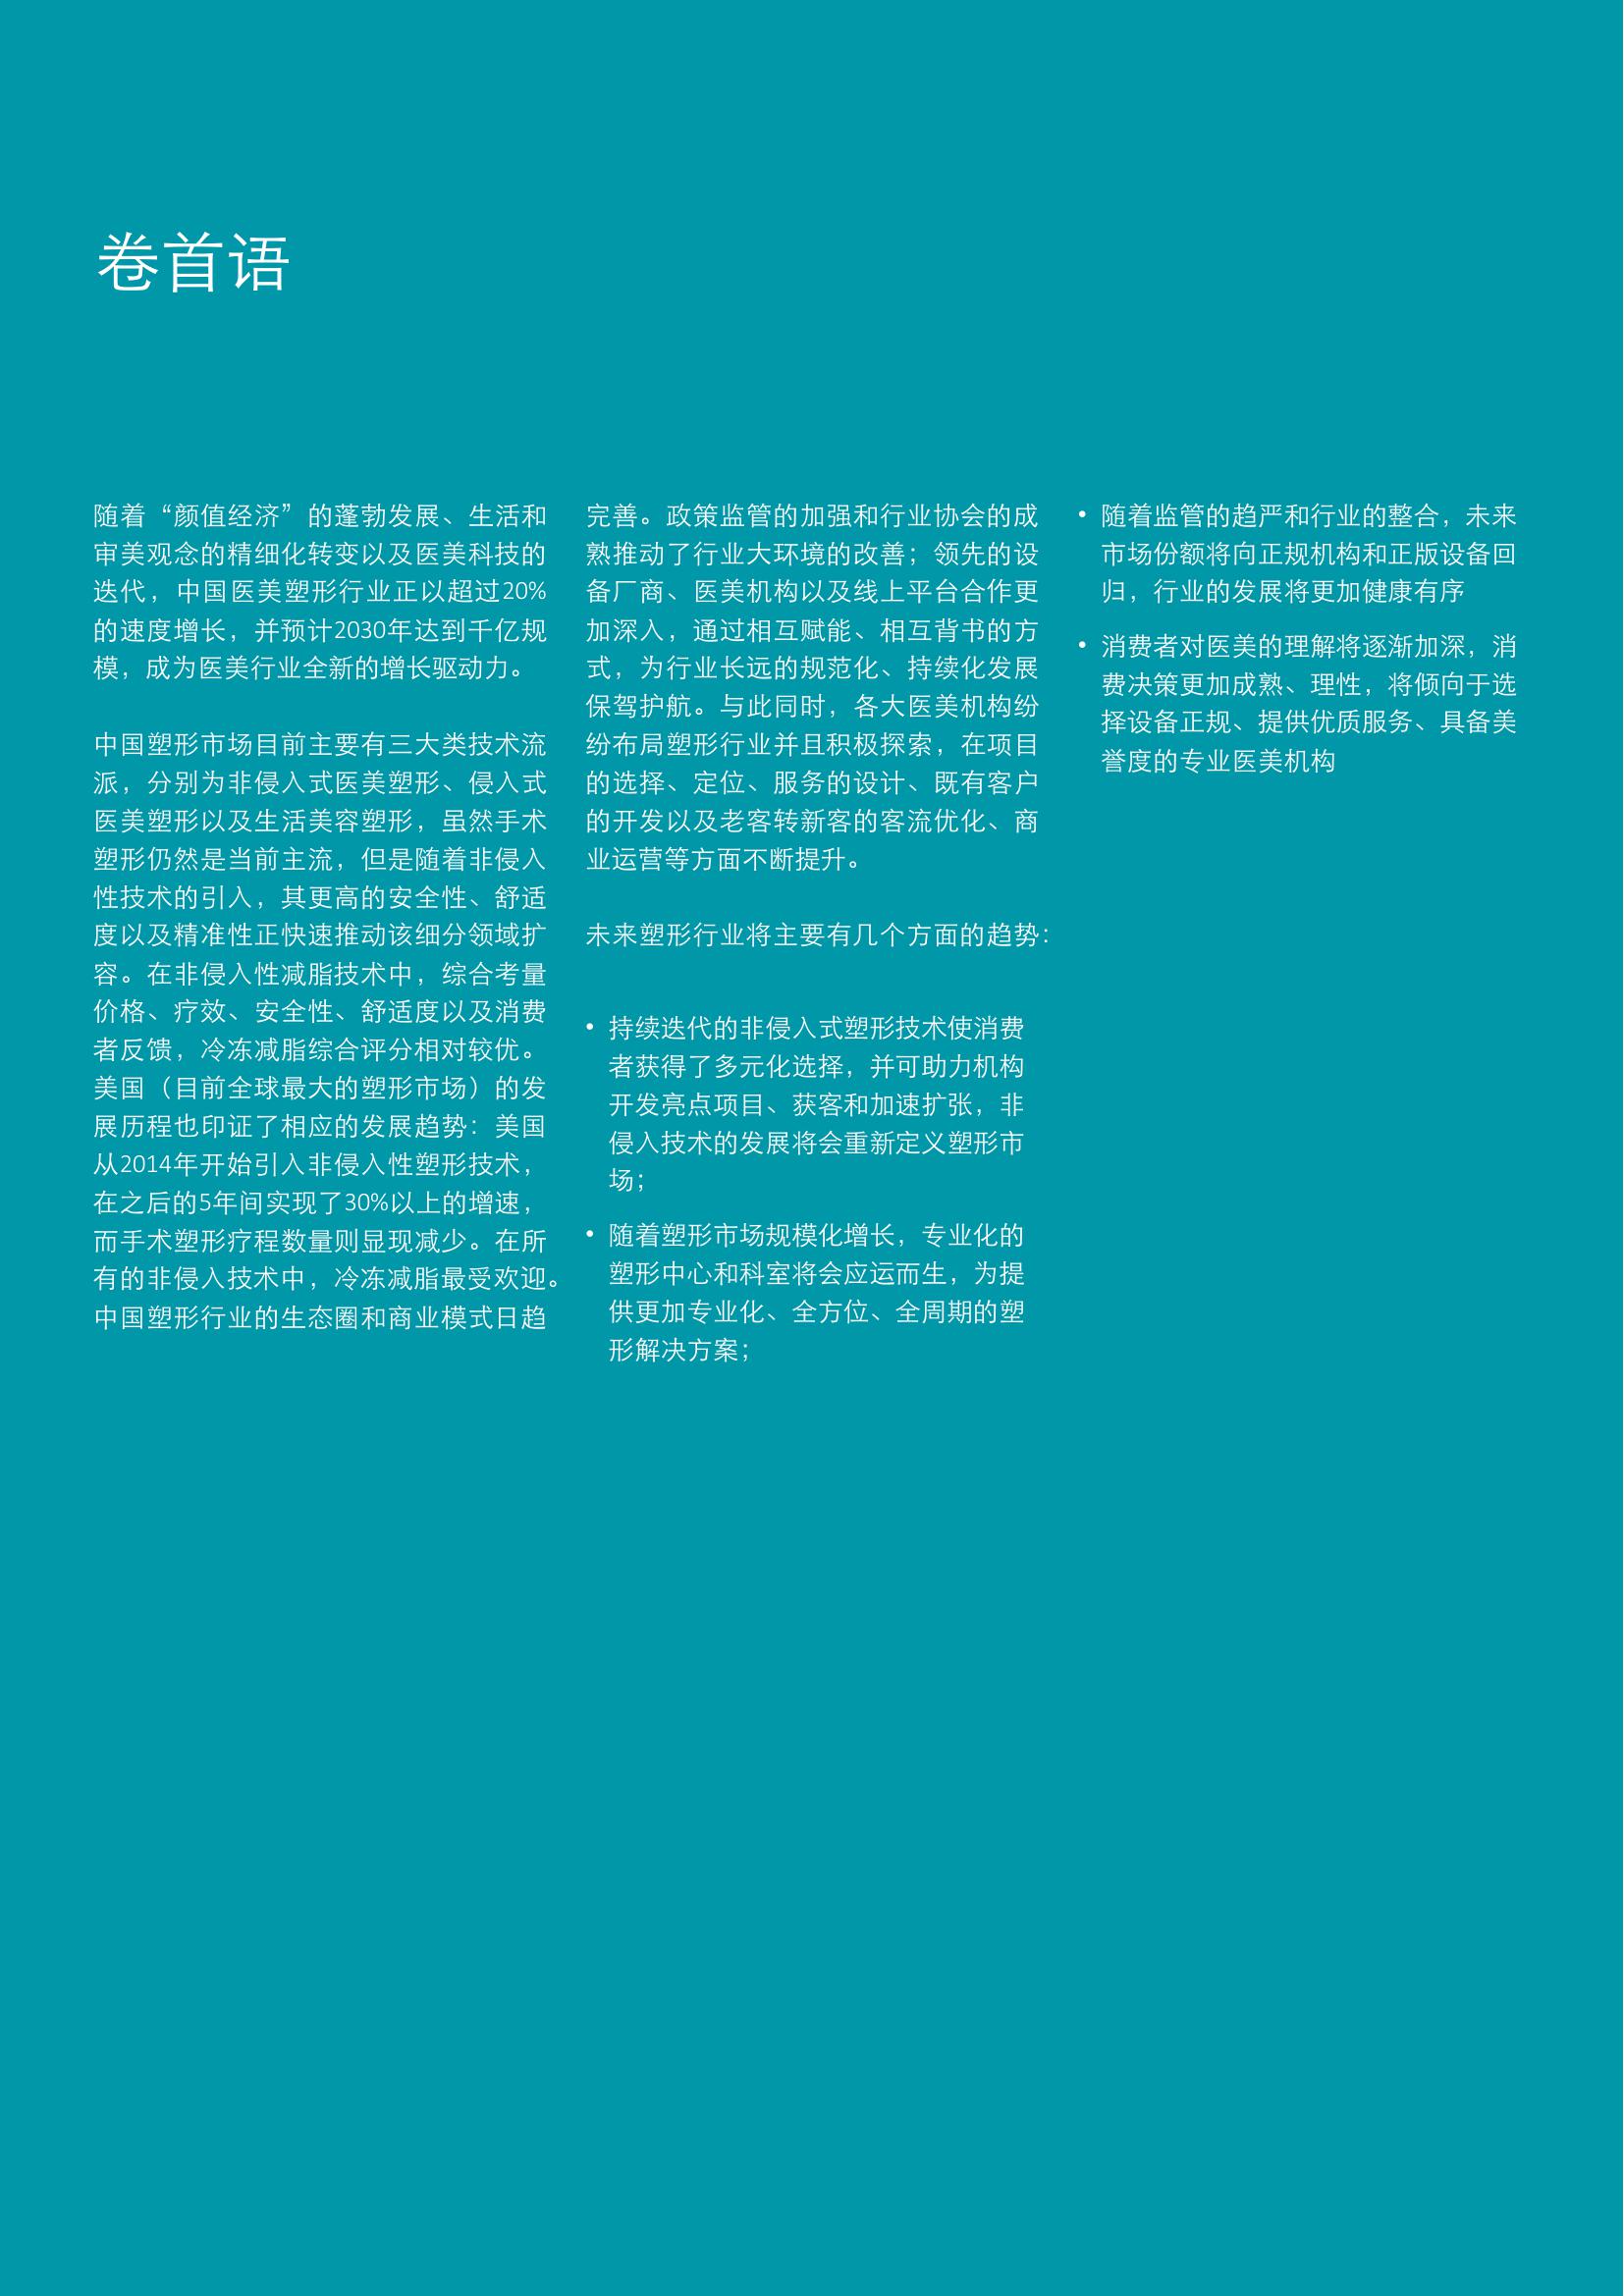 卷首语
随着“颜值经济”的蓬勃发展、生活和
审美观念的精细化转变以及医美科技的
迭代，中国医美塑形行业正以超过20%
的速度增长，并预计2030年达到千亿规
模，成为医美行业全新的增长驱动力。
中国塑形市场目前主要有三大类技术流
派，分别为非侵入式医美塑形、侵入式
医美塑形以及生活美容塑形，虽然手术
塑形仍然是当前主流，但是随着非侵入
性技术的引入，其更高的安全性、舒适
度以及精准性正快速推动该细分领域扩
容。在非侵入性减脂技术中，综合考量
价格、疗效、安全性、舒适度以及消费
者反馈，冷冻减脂综合评分相对较优。
美国（目前全球最大的塑形市场）的发
展历程也印证了相应的发展趋势：美国
从2014年开始引入非侵入性塑形技术，
在之后的5年间实现了30%以上的增速，
而手术塑形疗程数量则显现减少。在所
有的非侵入技术中，冷冻减脂最受欢迎。
中国塑形行业的生态圈和商业模式日趋
完善。政策监管的加强和行业协会的成
熟推动了行业大环境的改善；领先的设
备厂商、医美机构以及线上平台合作更
加深入，通过相互赋能、相互背书的方
式，为行业长远的规范化、持续化发展
保驾护航。与此同时，各大医美机构纷
纷布局塑形行业并且积极探索，在项目
的选择、定位、服务的设计、既有客户
的开发以及老客转新客的客流优化、商
业运营等方面不断提升。
未来塑形行业将主要有几个方面的趋势：
• 持续迭代的非侵入式塑形技术使消费
者获得了多元化选择，并可助力机构
开发亮点项目、获客和加速扩张，非
侵入技术的发展将会重新定义塑形市
场；
• 随着塑形市场规模化增长，专业化的
塑形中心和科室将会应运而生，为提
供更加专业化、全方位、全周期的塑
形解决方案；
• 随着监管的趋严和行业的整合，未来
市场份额将向正规机构和正版设备回
归，行业的发展将更加健康有序
• 消费者对医美的理解将逐渐加深，消
费决策更加成熟、理性，将倾向于选
择设备正规、提供优质服务、具备美
誉度的专业医美机构